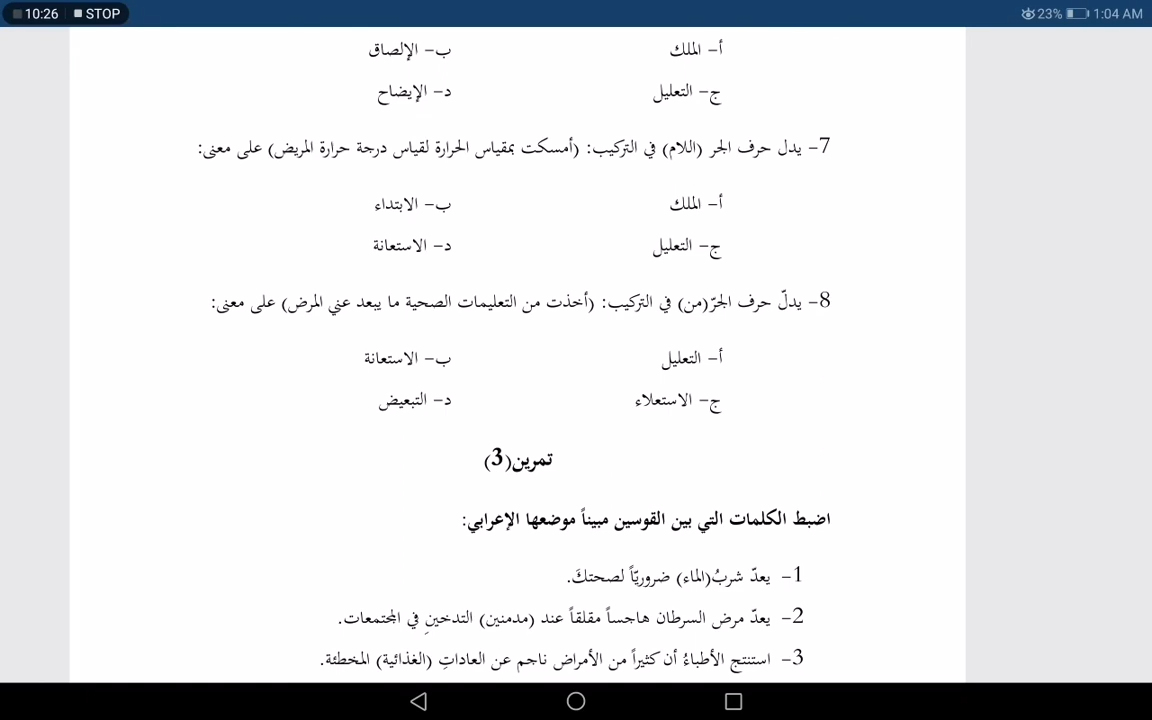 10:26 STOP 23% 1:04 AM
أ- الملك ب- الإلصاق
ج- التعليل د- الإيضاح
7- يدل حرف الجر (اللام) في التركيب: (أمسكت بمقياس الحرارة لقياس درجة حرارة المريض) على معنى:
أ- الملك ب- الابتداء
ج- التعليل د- الاستعانة
8- يدلّ حرف الجرّ(من) في التركيب: (أخذت من التعليمات الصحية ما يبعد عني المرض) على معنى:
أ- التعليل ب- الاستعانة
ج- الاستعلاء د- التبعيض
تمرين(3)
اضبط الكلمات التي بين القوسين مبيناً موضعها الإعرابي:
1- يعدّ شربُ(الماء) ضروريّاً لصحتكَ.
2- يعدّ مرض السرطان هاجساً مقلقاً عند (مدمنين) التدخينِ في المجتمعات.
3- استنتج الأطباءُ أن كثيراً من الأمراض ناجم عن العاداتِ (الغذائية) المخطئة.